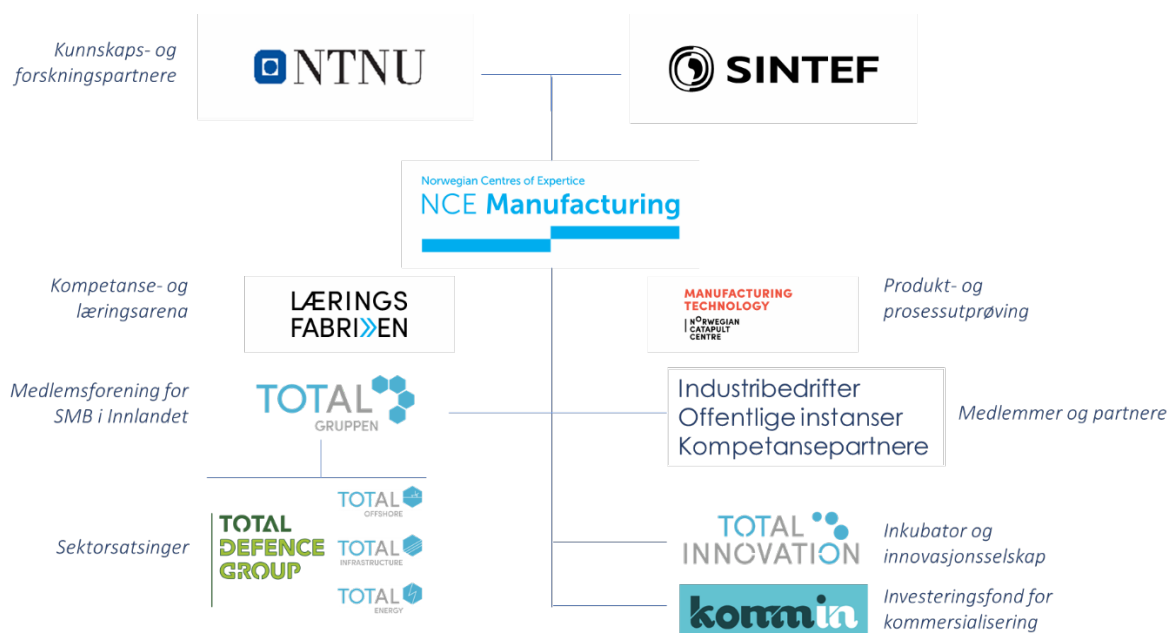 Kunnskaps- og
forskningspartnere
NTNU
SINTEF
Norwegian Centres of Expertice
NCE Manufacturing
Kompetanse- og
læringsarena
LÆRINGS
FABRIKKEN
MANUFACTURING
TECHNOLOGY
NORWEGIAN
CATAPULT
CENTRE
Produkt- og
prosessutprøving
Medlemsforening for
SMB i Innlandet
TOTAL
GRUPPEN
Industribedrifter
Offentlige instanser
Kompetansepartnere
Medlemmer og partnere
Sektorsatsinger
TOTAL
DEFENCE
GROUP
TOTAL
OFFSHORE
TOTAL
INFRASTRUCTURE
TOTAL
ENERGY
TOTAL
INNOVATION
Inkubator og
innovasjonsselskap
kommin
Investeringsfond for
kommersialisering